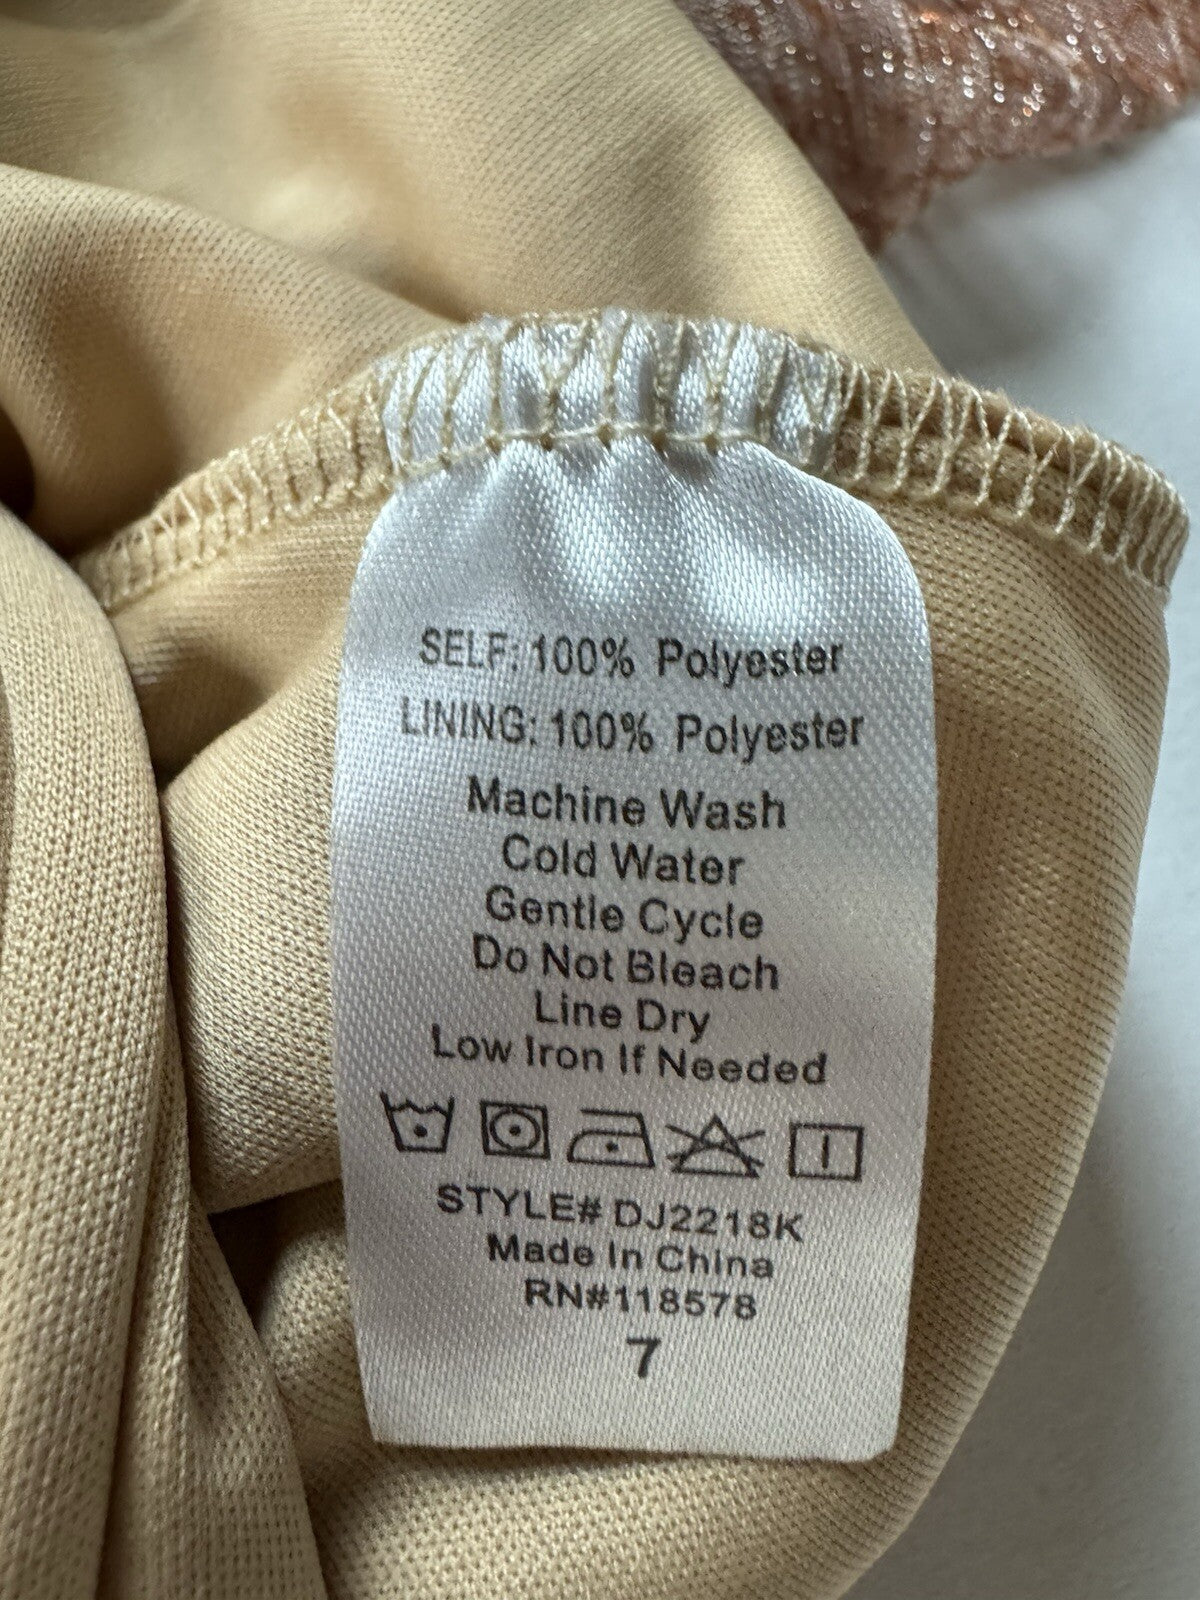 SELF: 100% Polyester
LINING: 100% Polyester
Machine Wash
Cold Water
Gentle Cycle
Do Not Bleach
Line Dry
Low Iron If Needed
STYLE# DJ2218K
Made In China
RN#118578
7